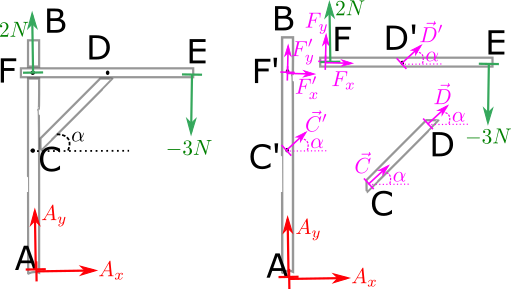 2N
B
D
E
F
α
-3N
C
A
A_y
A_x
B
2N
F_y
F
D'
D⃗'
E
F'
F'_y
F_x
α
F'_x
C⃗'
D⃗
C'
α
α
D
-3N
C⃗
α
C
A_y
A
A_x